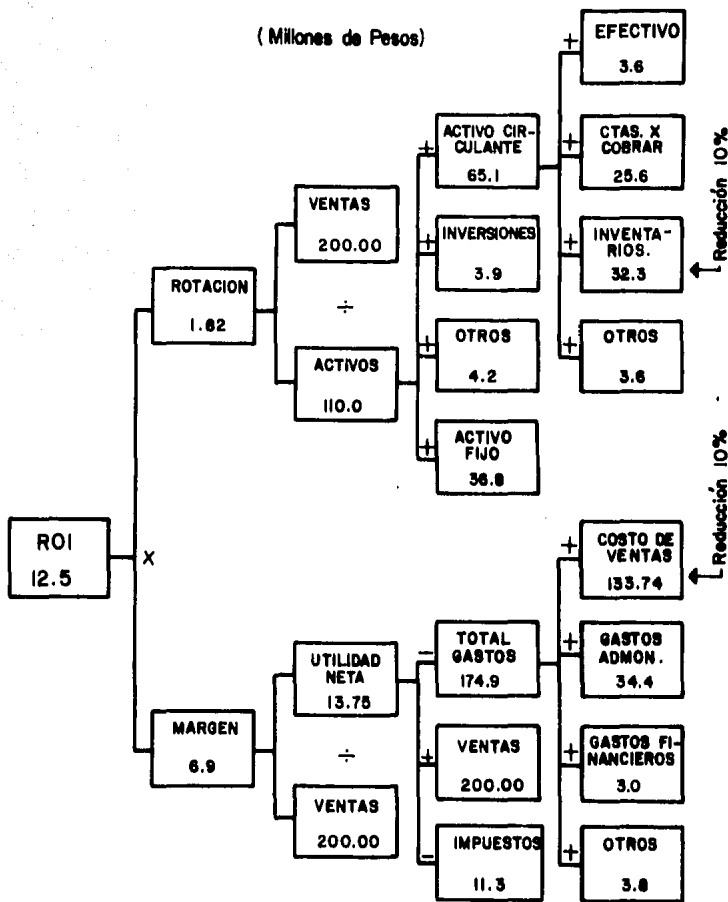 (Millones de Pesos)
EFECTIVO
3.6
ACTIVO CIR-
CULANTE
65.1
CTAS. X
COBRAR
25.6
Reducción 10%
VENTAS
200.00
INVERSIONES
3.9
INVENTA-
RIOS.
32.3
ROTACION
1.82
÷
ACTIVOS
110.0
OTROS
4.2
OTROS
3.6
ACTIVO
FIJO
36.8
Reducción 10%
ROI
12.5
X
COSTO DE
VENTAS
133.74
UTILIDAD
NETA
13.75
TOTAL
GASTOS
174.9
GASTOS
ADMON.
34.4
MARGEN
6.9
÷
VENTAS
200.00
GASTOS FI-
NANCIEROS
3.0
VENTAS
200.00
IMPUESTOS
11.3
OTROS
3.8